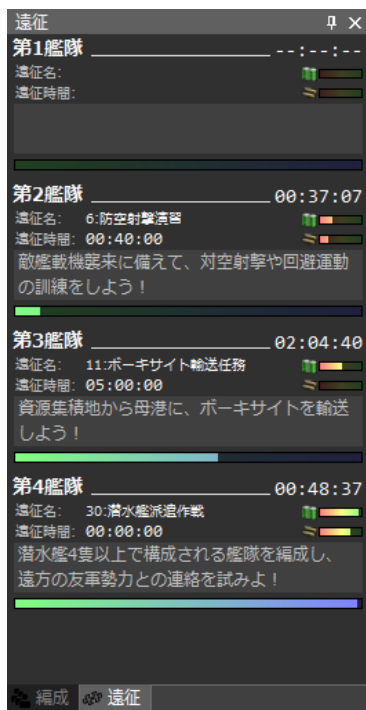 遠征
第1艦隊 --:--:--
遠征名:
遠征時間:
第2艦隊 00:37:07
遠征名: 6:防空射撃演習
遠征時間: 00:40:00
敵艦載機襲来に備えて、対空射撃や回避運動
の訓練をしよう！
第3艦隊 02:04:40
遠征名: 11:ボーキサイト輸送任務
遠征時間: 05:00:00
資源集積地から母港に、ボーキサイトを輸送
しよう！
第4艦隊 00:48:37
遠征名: 30:潜水艦派遣作戦
遠征時間: 00:00:00
潜水艦4隻以上で構成される艦隊を編成し、
遠方の友軍勢力との連絡を試みよ！
編成 遠征